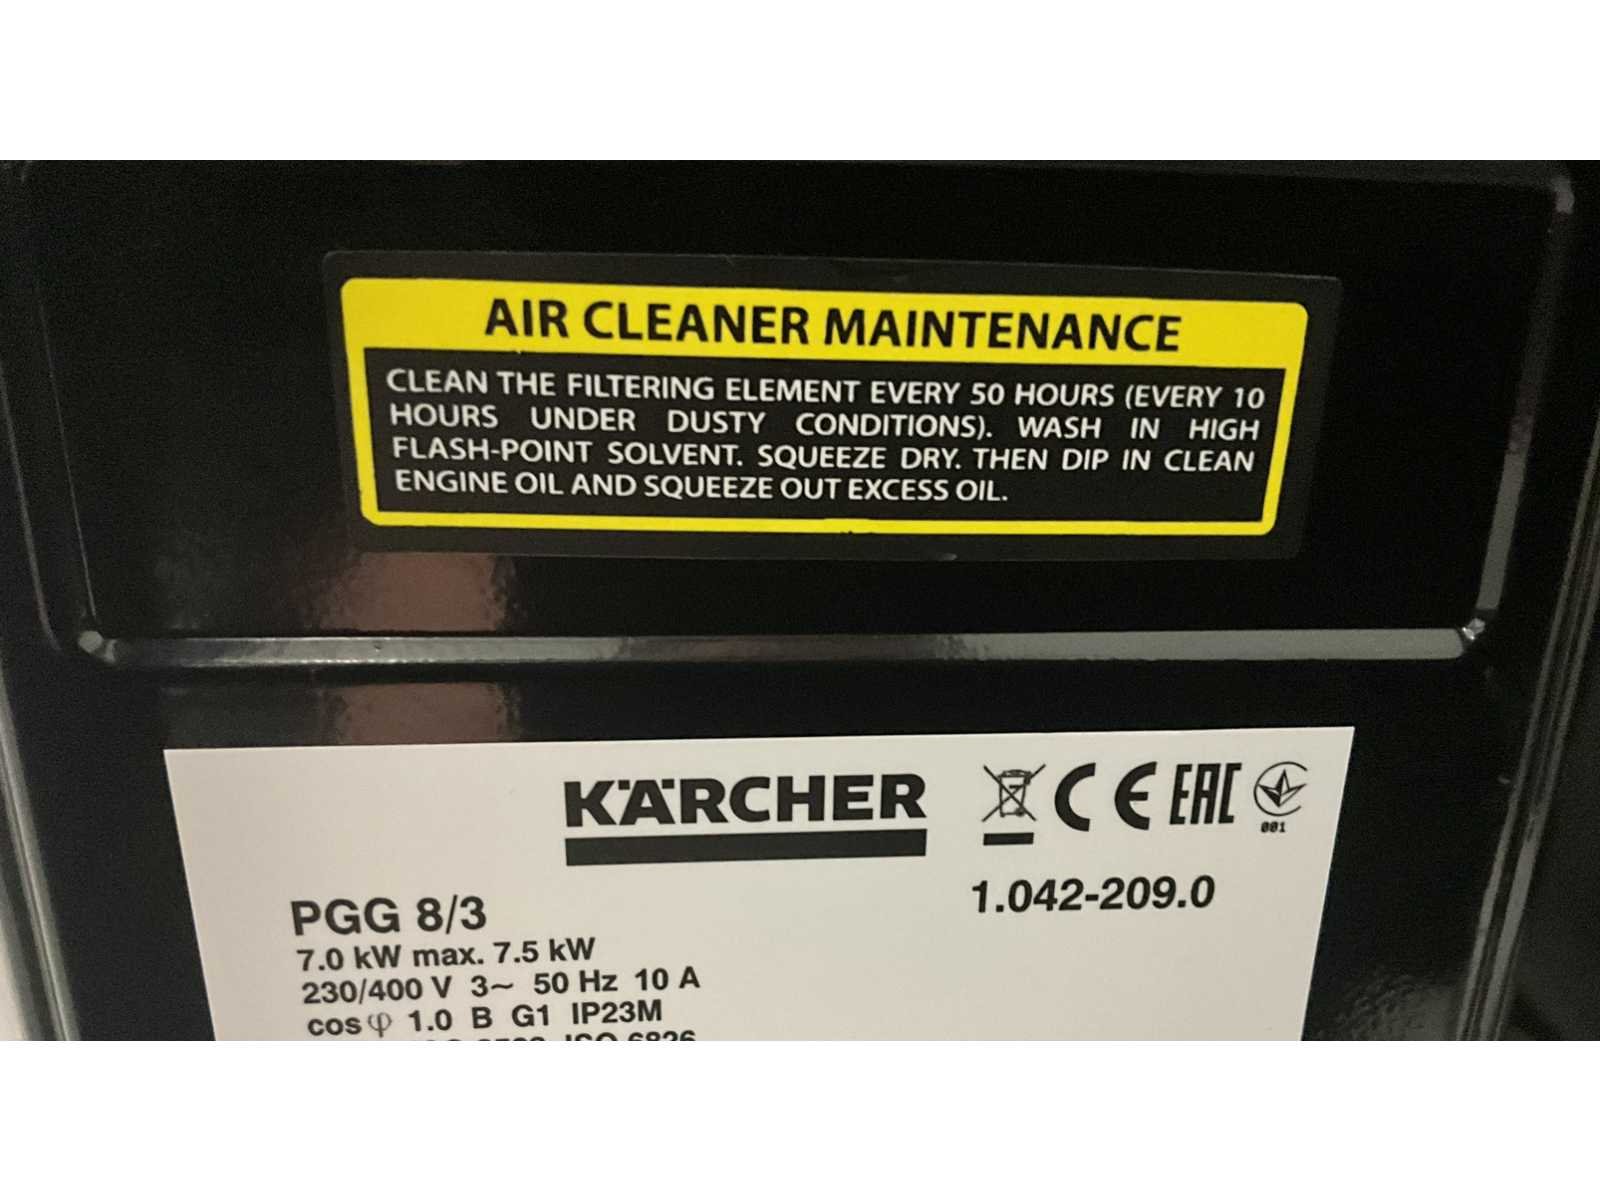 AIR CLEANER MAINTENANCE
CLEAN THE FILTERING ELEMENT EVERY 50 HOURS (EVERY 10
HOURS UNDER DUSTY CONDITIONS). WASH IN HIGH
FLASH-POINT SOLVENT. SQUEEZE DRY. THEN DIP IN CLEAN
ENGINE OIL AND SQUEEZE OUT EXCESS OIL.
KÄRCHER
CE EAC
001
1.042-209.0
PGG 8/3
7.0 kW max. 7.5 kW
230/400 V 3~ 50 Hz 10 A
cos φ 1.0 B G1 IP23M
ISO 6826